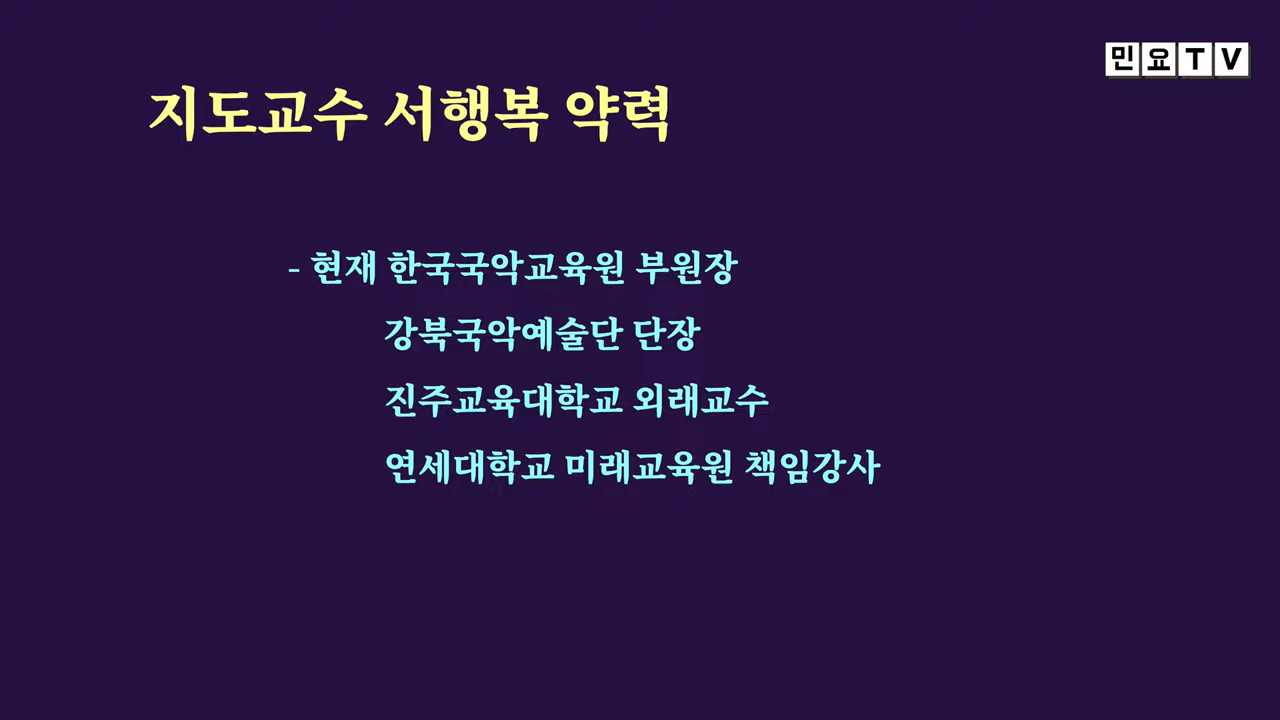 민요TV
지도교수 서행복 약력
- 현재 한국국악교육원 부원장
강북국악예술단 단장
진주교육대학교 외래교수
연세대학교 미래교육원 책임강사